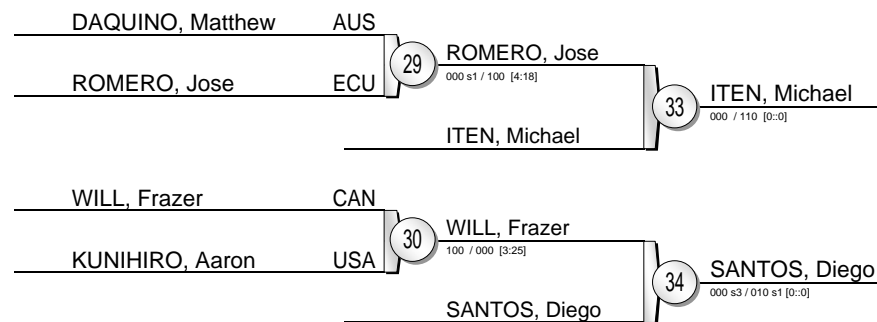 DAQUINO, Matthew AUS
ROMERO, Jose ECU
29
ROMERO, Jose
000 s1 / 100 [4:18]
ITEN, Michael
33
ITEN, Michael
000 / 110 [0::0]
WILL, Frazer CAN
KUNIHIRO, Aaron USA
30
WILL, Frazer
100 / 000 [3:25]
SANTOS, Diego
34
SANTOS, Diego
000 s3 / 010 s1 [0::0]